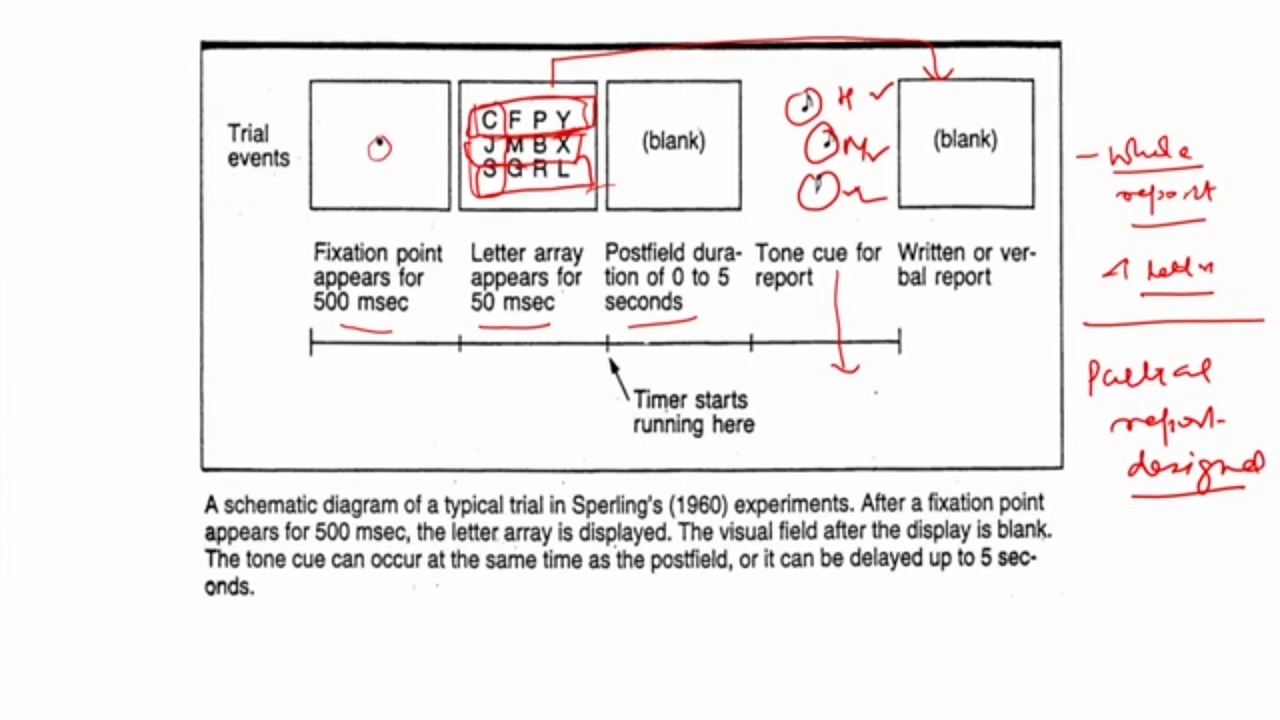 Trial
events
C F P Y
J M B X
S G R L
(blank)
H
M
(blank)
Fixation point
appears for
500 msec
Letter array
appears for
50 msec
Postfield dura-
tion of 0 to 5
seconds
Tone cue for
report
Written or ver-
bal report
Timer starts
running here
A schematic diagram of a typical trial in Sperling's (1960) experiments. After a fixation point
appears for 500 msec, the letter array is displayed. The visual field after the display is blank.
The tone cue can occur at the same time as the postfield, or it can be delayed up to 5 sec-
onds.
- Whole
report
Partial
report
designed